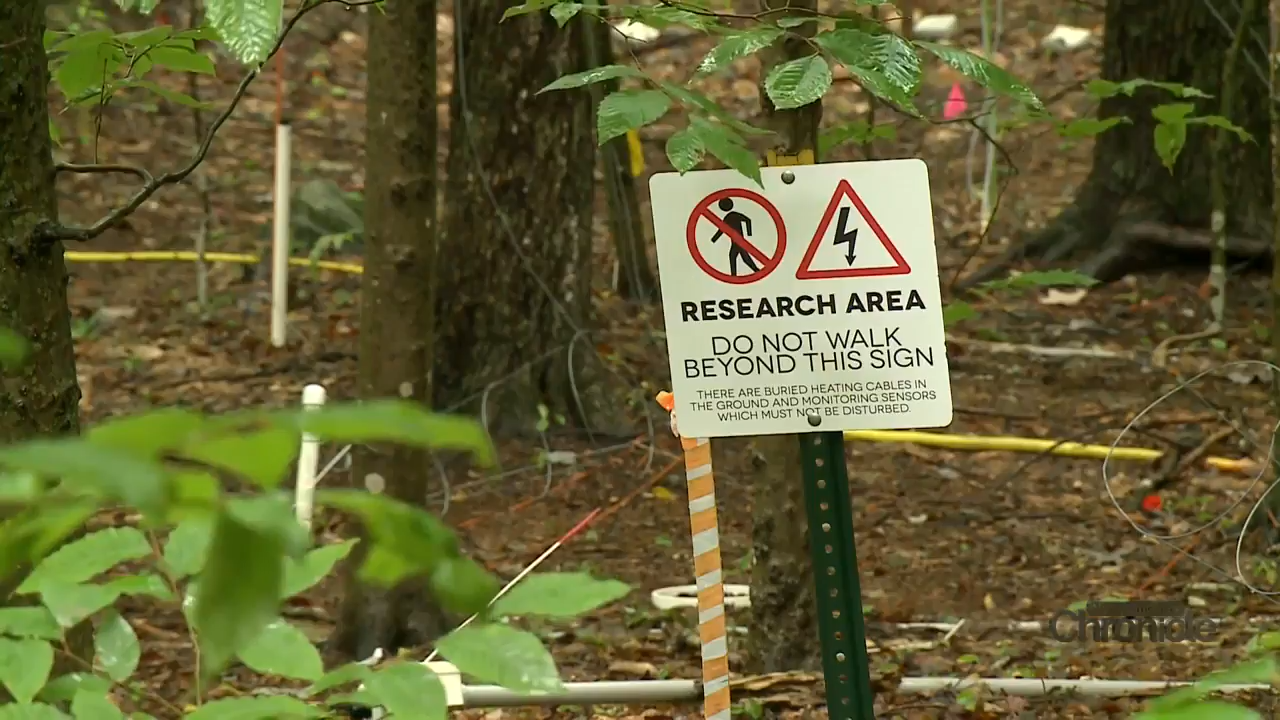 RESEARCH AREA
DO NOT WALK
BEYOND THIS SIGN
THERE ARE BURIED HEATING CABLES IN
THE GROUND AND MONITORING SENSORS
WHICH MUST NOT BE DISTURBED.
Chronicle